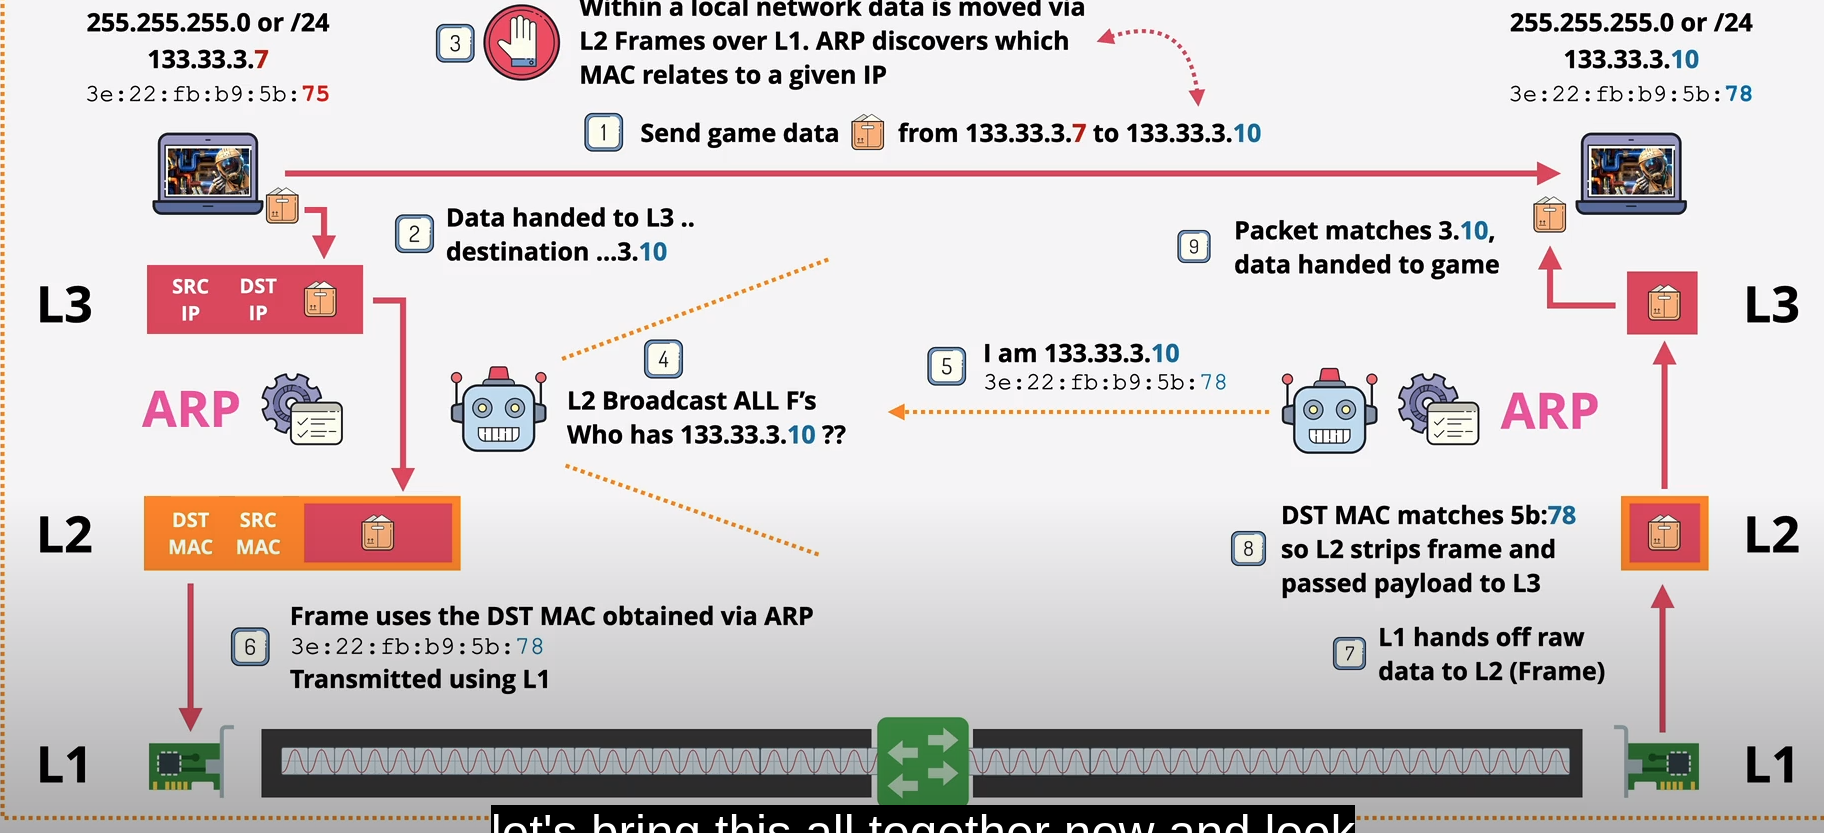 255.255.255.0 or /24
133.33.3.7
3e:22:fb:b9:5b:75
3
Within a local network data is moved via
L2 Frames over L1. ARP discovers which
MAC relates to a given IP
255.255.255.0 or /24
133.33.3.10
3e:22:fb:b9:5b:78
1
Send game data from 133.33.3.7 to 133.33.3.10
2
Data handed to L3 ..
destination ...3.10
9
Packet matches 3.10,
data handed to game
L3
SRC IP
DST IP
L3
4
L2 Broadcast ALL F's
Who has 133.33.3.10 ??
5
I am 133.33.3.10
3e:22:fb:b9:5b:78
ARP
ARP
L2
DST MAC
SRC MAC
8
DST MAC matches 5b:78
so L2 strips frame and
passed payload to L3
L2
6
Frame uses the DST MAC obtained via ARP
3e:22:fb:b9:5b:78
Transmitted using L1
7
L1 hands off raw
data to L2 (Frame)
L1
L1
let's bring this all together now and look